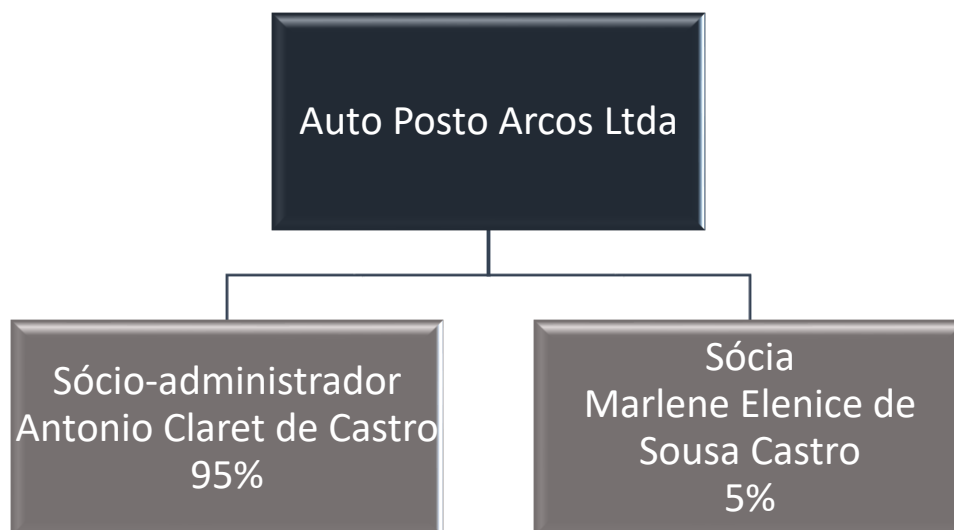 Auto Posto Arcos Ltda
Sócio-administrador
Antonio Claret de Castro
95%
Sócia
Marlene Elenice de
Sousa Castro
5%